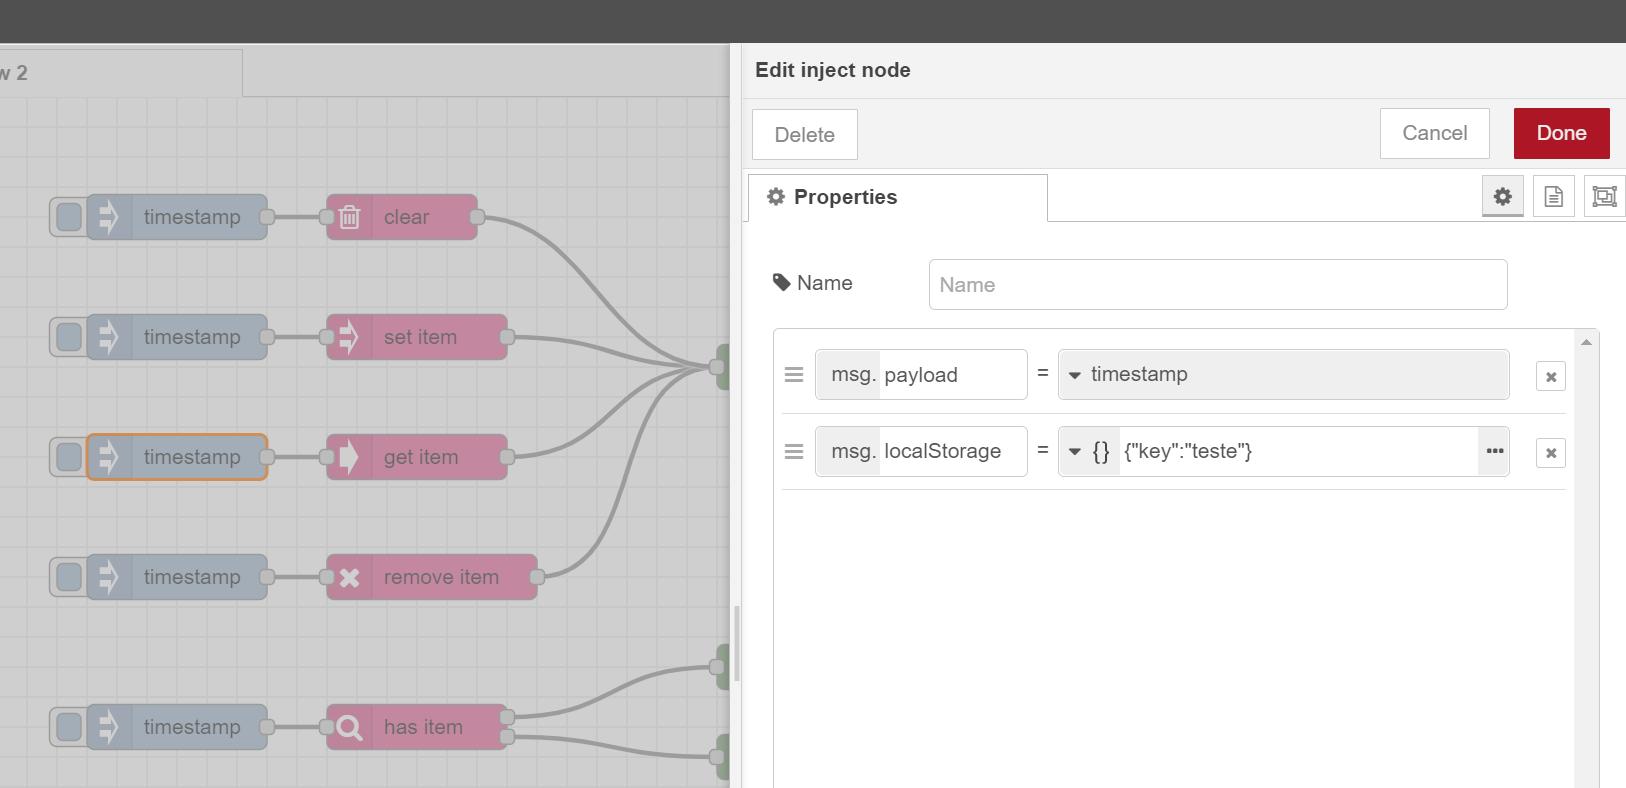 w 2
timestamp
clear
timestamp
set item
timestamp
get item
timestamp
remove item
timestamp
has item
Edit inject node
Delete
Cancel
Done
Properties
Name
Name
msg. payload = timestamp
msg. localStorage = {} {"key":"teste"} •••